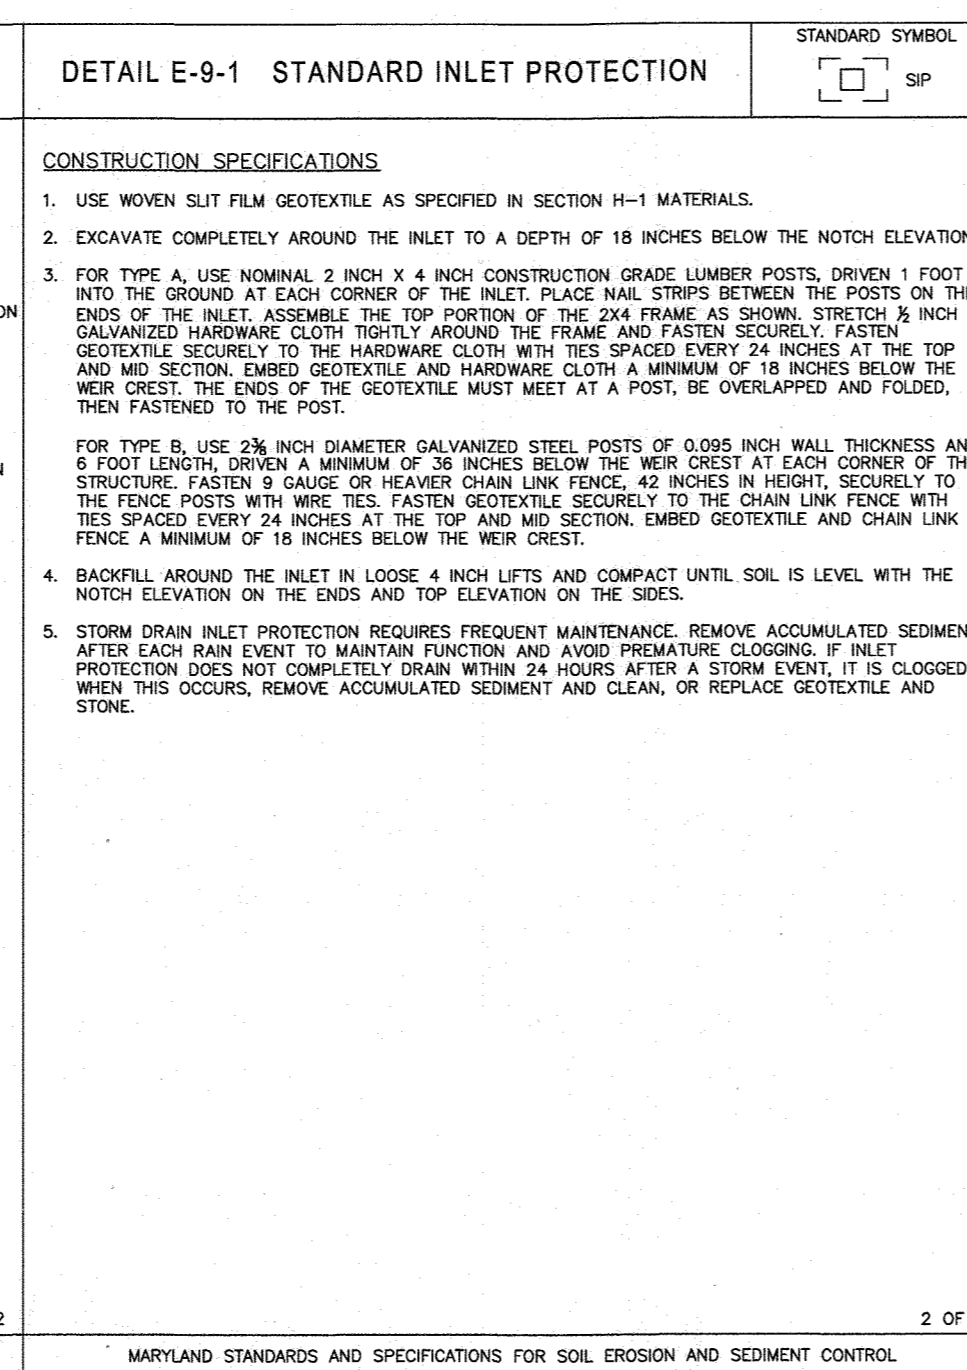 STANDARD SYMBOL
DETAIL E-9-1 STANDARD INLET PROTECTION
SIP
CONSTRUCTION SPECIFICATIONS
1. USE WOVEN SLIT FILM GEOTEXTILE AS SPECIFIED IN SECTION H-1 MATERIALS.
2. EXCAVATE COMPLETELY AROUND THE INLET TO A DEPTH OF 18 INCHES BELOW THE NOTCH ELEVATION
3. FOR TYPE A, USE NOMINAL 2 INCH X 4 INCH CONSTRUCTION GRADE LUMBER POSTS, DRIVEN 1 FOOT
INTO THE GROUND AT EACH CORNER OF THE INLET. PLACE NAIL STRIPS BETWEEN THE POSTS ON TH
ENDS OF THE INLET. ASSEMBLE THE TOP PORTION OF THE 2X4 FRAME AS SHOWN. STRETCH ½ INCH
GALVANIZED HARDWARE CLOTH TIGHTLY AROUND THE FRAME AND FASTEN SECURELY. FASTEN
GEOTEXTILE SECURELY TO THE HARDWARE CLOTH WITH TIES SPACED EVERY 24 INCHES AT THE TOP
AND MID SECTION. EMBED GEOTEXTILE AND HARDWARE CLOTH A MINIMUM OF 18 INCHES BELOW THE
WEIR CREST. THE ENDS OF THE GEOTEXTILE MUST MEET AT A POST, BE OVERLAPPED AND FOLDED,
THEN FASTENED TO THE POST.
FOR TYPE B, USE 2⅜ INCH DIAMETER GALVANIZED STEEL POSTS OF 0.095 INCH WALL THICKNESS AN
6 FOOT LENGTH, DRIVEN A MINIMUM OF 36 INCHES BELOW THE WEIR CREST AT EACH CORNER OF TH
STRUCTURE. FASTEN 9 GAUGE OR HEAVIER CHAIN LINK FENCE, 42 INCHES IN HEIGHT, SECURELY TO
THE FENCE POSTS WITH WIRE TIES. FASTEN GEOTEXTILE SECURELY TO THE CHAIN LINK FENCE WITH
TIES SPACED EVERY 24 INCHES AT THE TOP AND MID SECTION. EMBED GEOTEXTILE AND CHAIN LINK
FENCE A MINIMUM OF 18 INCHES BELOW THE WEIR CREST.
4. BACKFILL AROUND THE INLET IN LOOSE 4 INCH LIFTS AND COMPACT UNTIL SOIL IS LEVEL WITH THE
NOTCH ELEVATION ON THE ENDS AND TOP ELEVATION ON THE SIDES.
5. STORM DRAIN INLET PROTECTION REQUIRES FREQUENT MAINTENANCE. REMOVE ACCUMULATED SEDIMEN
AFTER EACH RAIN EVENT TO MAINTAIN FUNCTION AND AVOID PREMATURE CLOGGING. IF INLET
PROTECTION DOES NOT COMPLETELY DRAIN WITHIN 24 HOURS AFTER A STORM EVENT, IT IS CLOGGED
WHEN THIS OCCURS, REMOVE ACCUMULATED SEDIMENT AND CLEAN, OR REPLACE GEOTEXTILE AND
STONE.
2 OF
MARYLAND STANDARDS AND SPECIFICATIONS FOR SOIL EROSION AND SEDIMENT CONTROL